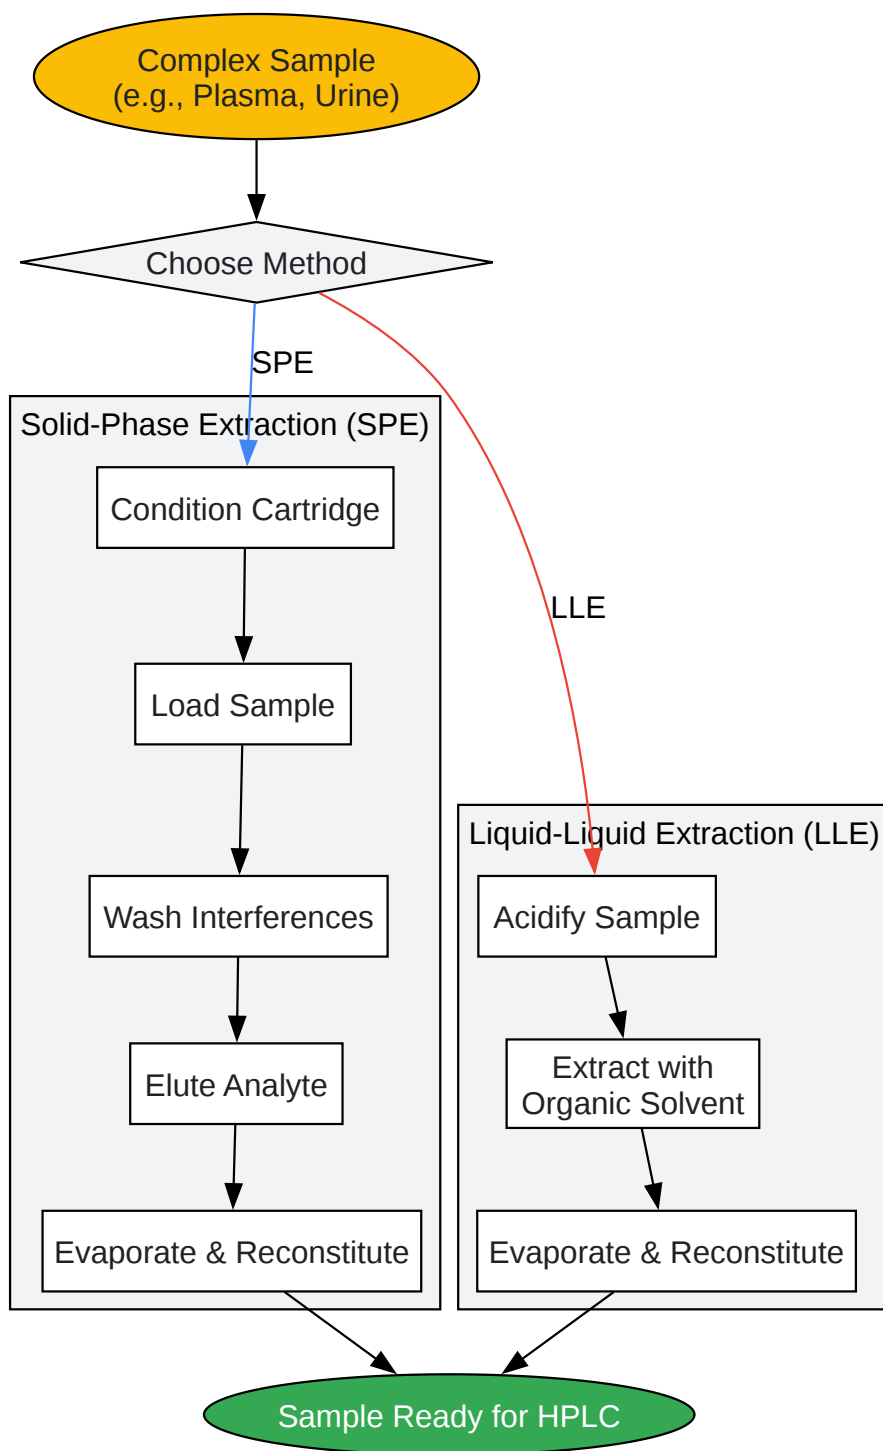 Complex Sample
(e.g., Plasma, Urine)
Choose Method
SPE
Solid-Phase Extraction (SPE)
Condition Cartridge
Load Sample
Wash Interferences
Elute Analyte
Evaporate & Reconstitute
LLE
Liquid-Liquid Extraction (LLE)
Acidify Sample
Extract with
Organic Solvent
Evaporate & Reconstitute
Sample Ready for HPLC